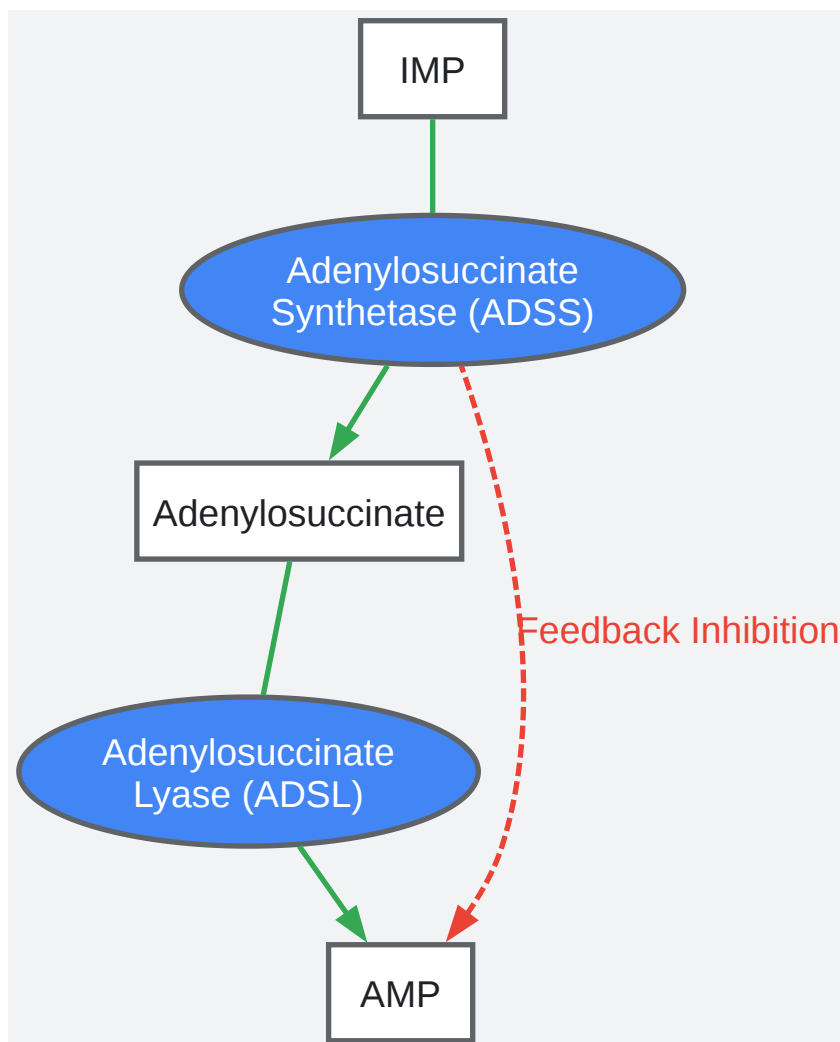 IMP
Adenylosuccinate
Synthetase (ADSS)
Adenylosuccinate
Feedback Inhibition
Adenylosuccinate
Lyase (ADSL)
AMP